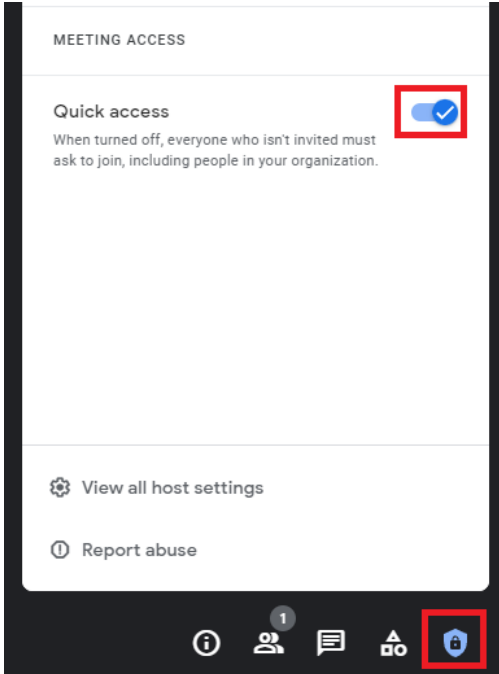 MEETING ACCESS
Quick access
When turned off, everyone who isn't invited must
ask to join, including people in your organization.
View all host settings
Report abuse
1